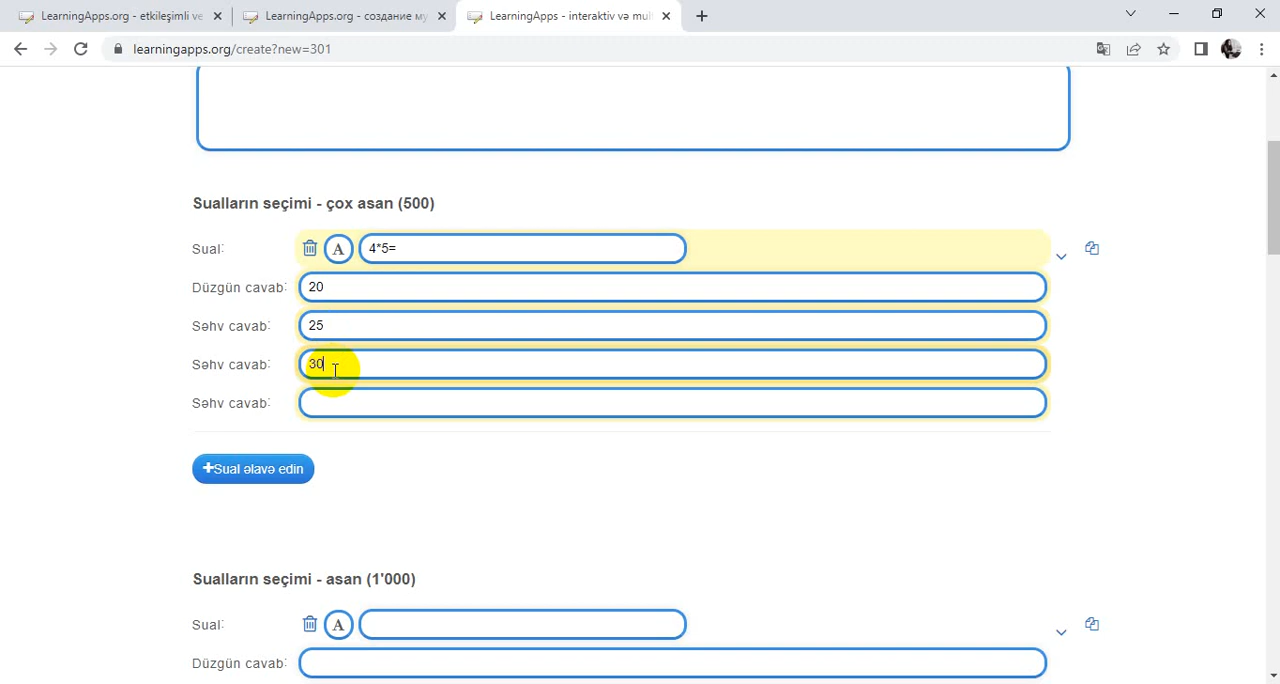 LearningApps.org - etkileşimli ve
LearningApps.org - создание му
LearningApps - interaktiv və mul
learningapps.org/create?new=301
Sualların seçimi - çox asan (500)
Sual: A 4*5=
Düzgün cavab: 20
Səhv cavab: 25
Səhv cavab: 30
Səhv cavab:
+Sual əlavə edin
Sualların seçimi - asan (1'000)
Sual: A
Düzgün cavab: